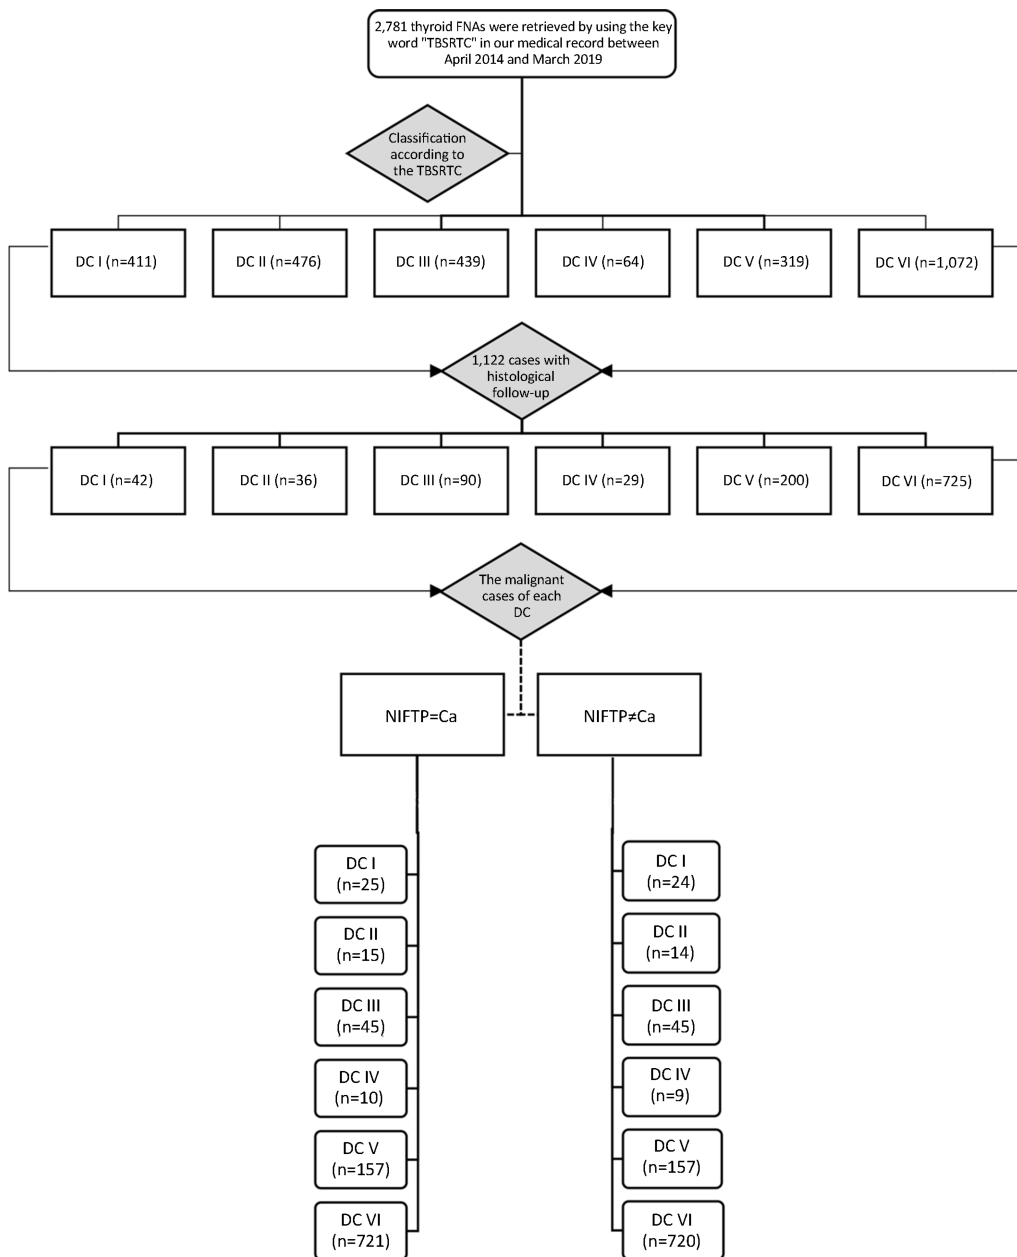 2,781 thyroid FNAs were retrieved by using the key
word "TBSRTC" in our medical record between
April 2014 and March 2019
Classification
according to
the TBSRTC
DC I (n=411)
DC II (n=476)
DC III (n=439)
DC IV (n=64)
DC V (n=319)
DC VI (n=1,072)
1,122 cases with
histological
follow-up
DC I (n=42)
DC II (n=36)
DC III (n=90)
DC IV (n=29)
DC V (n=200)
DC VI (n=725)
The malignant
cases of each
DC
NIFTP=Ca
NIFTP≠Ca
DC I
(n=25)
DC II
(n=15)
DC III
(n=45)
DC IV
(n=10)
DC V
(n=157)
DC VI
(n=721)
DC I
(n=24)
DC II
(n=14)
DC III
(n=45)
DC IV
(n=9)
DC V
(n=157)
DC VI
(n=720)